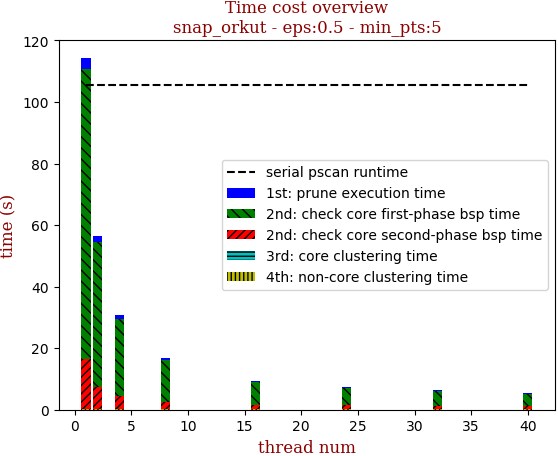 Time cost overview
snap_orkut - eps:0.5 - min_pts:5
120
100
80
60
40
20
0
time (s)
serial pscan runtime
1st: prune execution time
2nd: check core first-phase bsp time
2nd: check core second-phase bsp time
3rd: core clustering time
4th: non-core clustering time
0 5 10 15 20 25 30 35 40
thread num